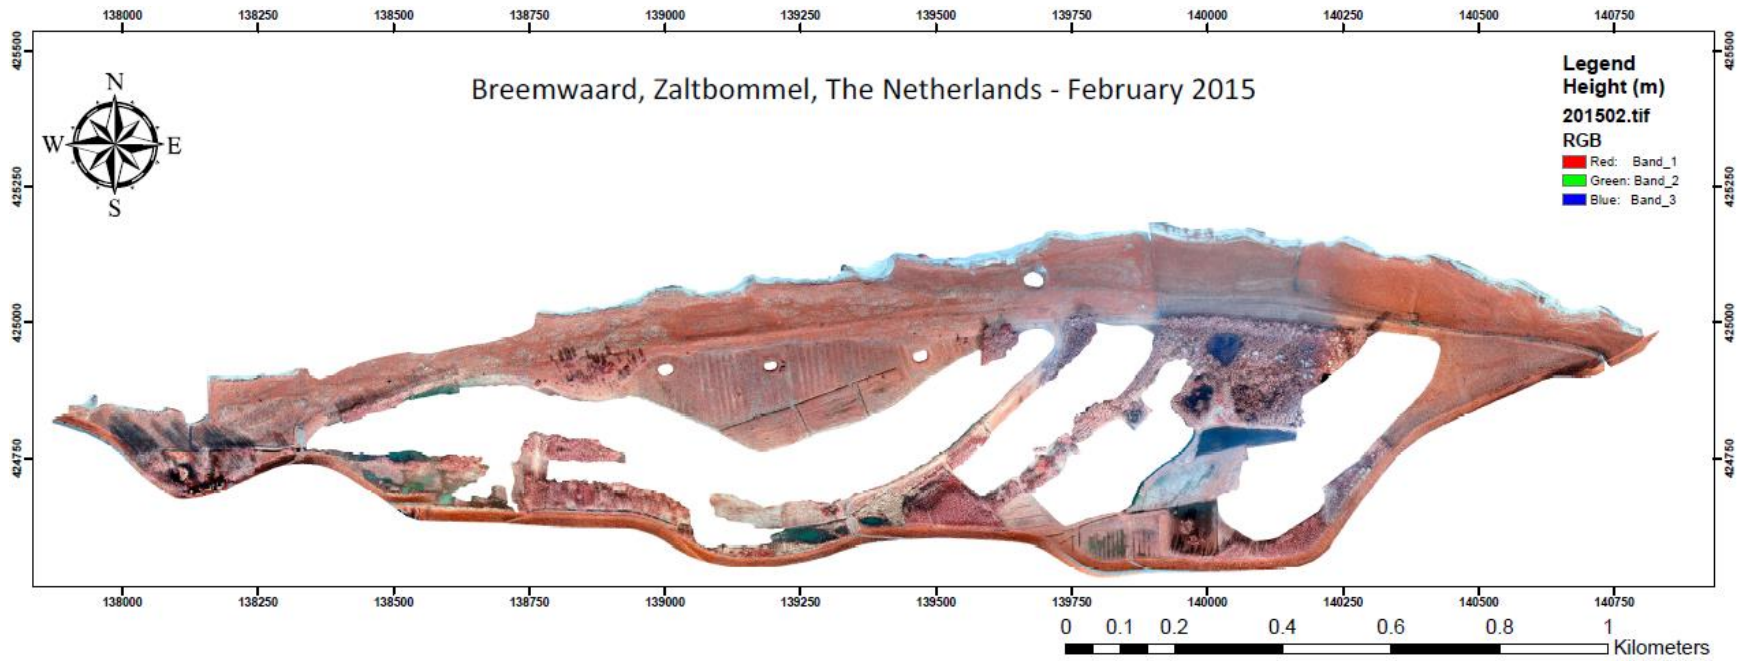 138000 138250 138500 138750 139000 139250 139500 139750 140000 140250 140500 140750
425500 425500
Legend
Height (m)
Breemwaard, Zaltbommel, The Netherlands - February 2015
201502.tif
RGB
Red: Band_1
Green: Band_2
Blue: Band_3
N
W E
S
425250 425250
425000 425000
424750 424750
138000 138250 138500 138750 139000 139250 139500 139750 140000 140250 140500 140750
0 0.1 0.2 0.4 0.6 0.8 1
Kilometers